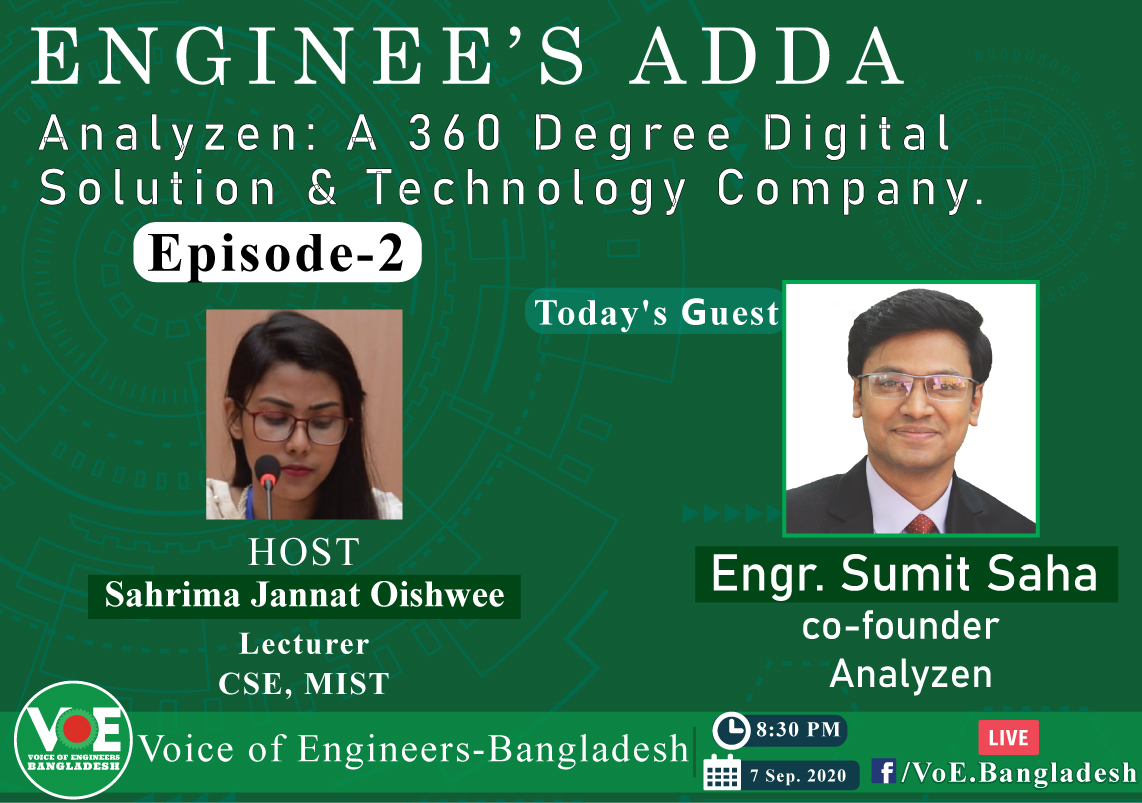 ENGINEE’S ADDA
Analyzen: A 360 Degree Digital
Solution & Technology Company.
Episode-2
Today's Guest
HOST
Sahrima Jannat Oishwee
Lecturer
CSE, MIST
Engr. Sumit Saha
co-founder
Analyzen
VOE
VOICE OF ENGINEERS
BANGLADESH
Voice of Engineers-Bangladesh
8:30 PM
7 Sep. 2020
LIVE
f /VoE.Bangladesh